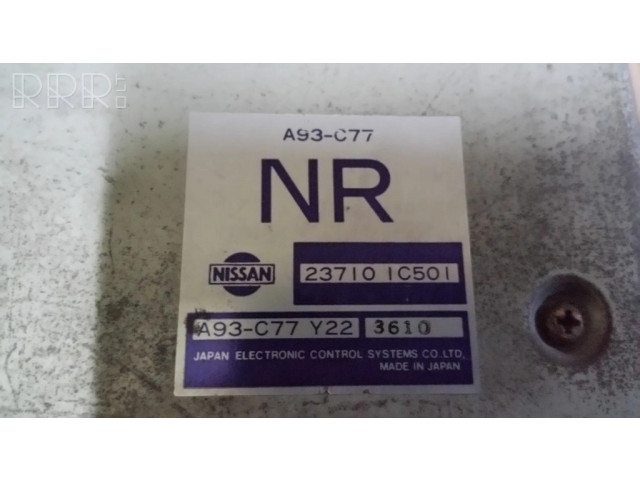 RRR.LT
A93-C77
NR
NISSAN 23710 1C501
A93-C77 Y22 3610
JAPAN ELECTRONIC CONTROL SYSTEMS CO.LTD.
MADE IN JAPAN